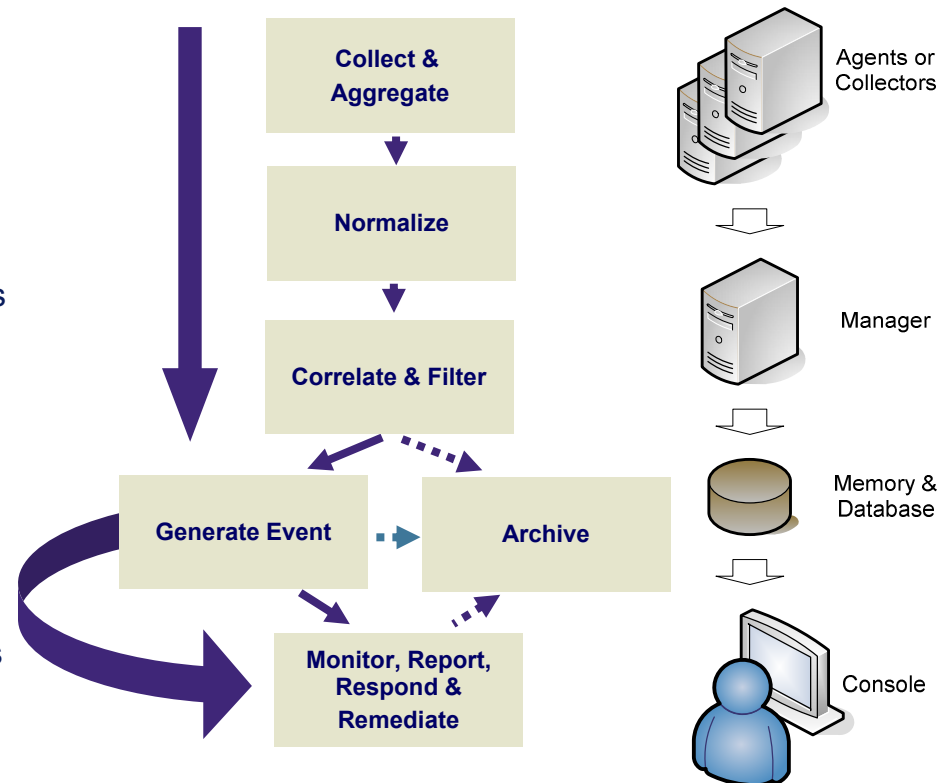 Collect &
Aggregate
Agents or
Collectors
Normalize
s
Manager
Correlate & Filter
Generate Event
Archive
Memory &
Database
s
Monitor, Report,
Respond &
Remediate
Console